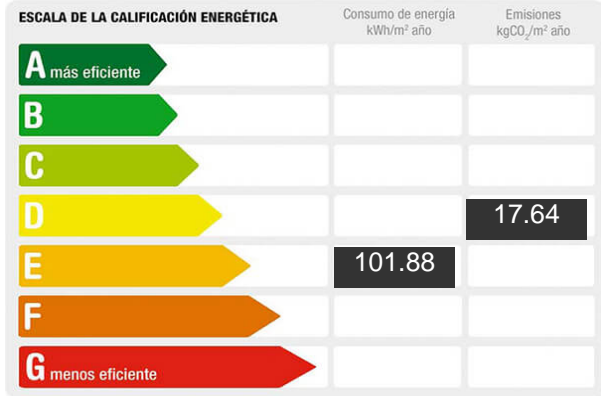 ESCALA DE LA CALIFICACIÓN ENERGÉTICA
Consumo de energía
kWh/m² año
Emisiones
kgCO₂/m² año
A más eficiente
B
C
D
17.64
E
101.88
F
G menos eficiente